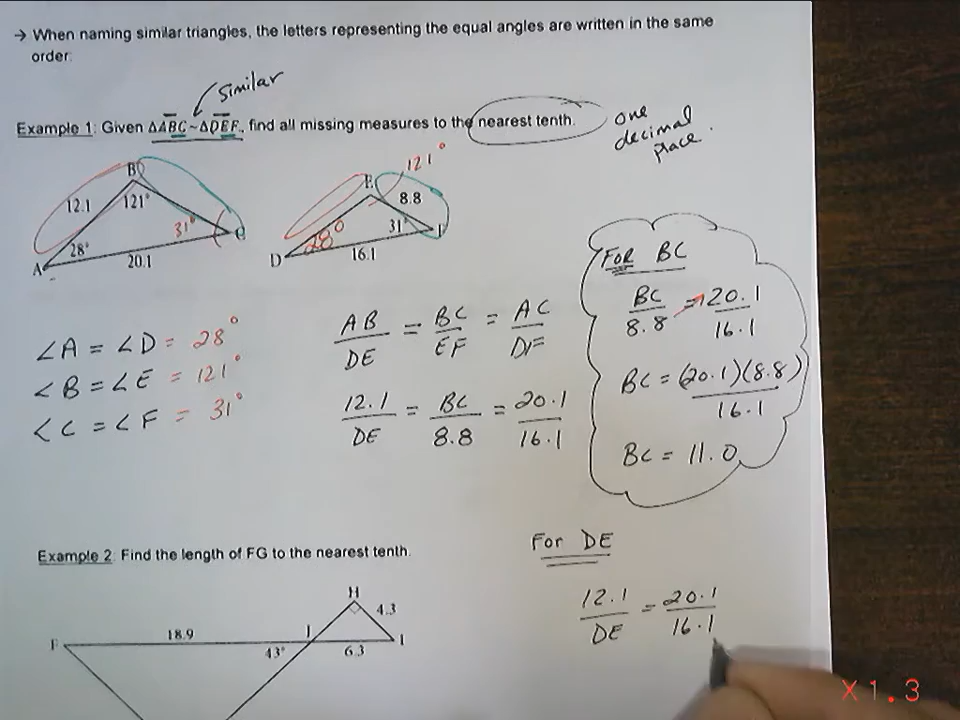 → When naming similar triangles, the letters representing the equal angles are written in the same
order.
Similar
Example 1: Given ΔABC~ΔDEF, find all missing measures to the nearest tenth.
one
decimal
place.
B
12.1
121°
31°
28°
A
20.1
C
E
121°
8.8
31°
28°
D
16.1
F
∠A = ∠D = 28°
∠B = ∠E = 121°
∠C = ∠F = 31°
AB/DE = BC/EF = AC/DF
12.1/DE = BC/8.8 = 20.1/16.1
FOR BC
BC/8.8 = 20.1/16.1
BC = (20.1)(8.8)/16.1
BC = 11.0
Example 2: Find the length of FG to the nearest tenth.
H
4.3
F
18.9
J
I
43°
6.3
For DE
12.1/DE = 20.1/16.1
X1.3